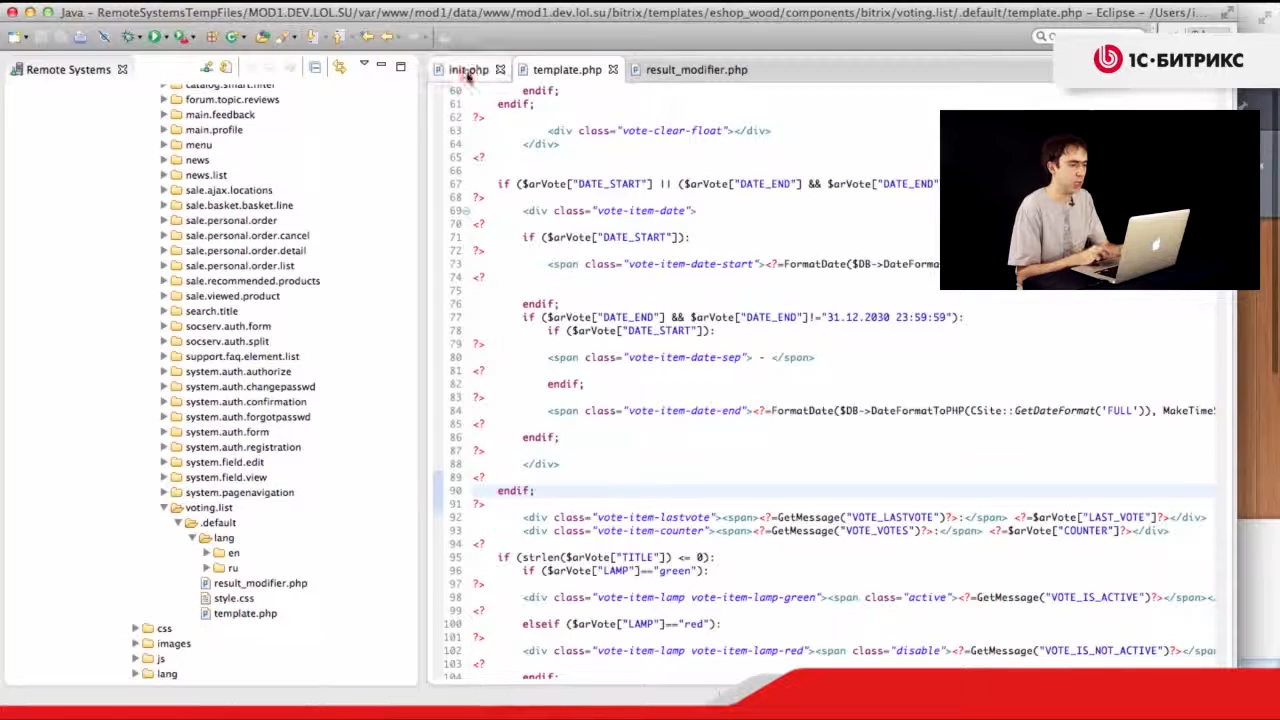 Java - RemoteSystemsTempFiles/MOD1.DEV.LOL.SU/var/www/mod1/data/www/mod1.dev.lol.su/bitrix/templates/eshop_wood/components/bitrix/voting.list/.default/template.php - Eclipse - /Users/i...
1С-БИТРИКС
Remote Systems
init.php
template.php
result_modifier.php
catalog.smart.filter
forum.topic.reviews
main.feedback
main.profile
menu
news
news.list
sale.ajax.locations
sale.basket.basket.line
sale.personal.order
sale.personal.order.cancel
sale.personal.order.detail
sale.personal.order.list
sale.recommended.products
sale.viewed.product
search.title
socserv.auth.form
socserv.auth.split
support.faq.element.list
system.auth.authorize
system.auth.changepasswd
system.auth.confirmation
system.auth.forgotpasswd
system.auth.form
system.auth.registration
system.field.edit
system.field.view
system.pagenavigation
voting.list
.default
lang
en
ru
result_modifier.php
style.css
template.php
css
images
js
lang
60 endif;
61 endif;
62 ?>
63 <div class="vote-clear-float"></div>
64 </div>
65 <?
66
67 if ($arVote["DATE_START"] || ($arVote["DATE_END"] && $arVote["DATE_END"
68 ?>
69 <div class="vote-item-date">
70 <?
71 if ($arVote["DATE_START"]):
72 ?>
73 <span class="vote-item-date-start"><?=FormatDate($DB->DateForma
74 <?
75
76 endif;
77 if ($arVote["DATE_END"] && $arVote["DATE_END"]!="31.12.2030 23:59:59"):
78 if ($arVote["DATE_START"]):
79 ?>
80 <span class="vote-item-date-sep"> - </span>
81 <?
82 endif;
83 ?>
84 <span class="vote-item-date-end"><?=FormatDate($DB->DateFormatToPHP(CSite::GetDateFormat('FULL')), MakeTimeS
85 <?
86 endif;
87 ?>
88 </div>
89 <?
90 endif;
91 ?>
92 <div class="vote-item-lastvote"><span><?=GetMessage("VOTE_LASTVOTE")?>:</span> <?=$arVote["LAST_VOTE"]?></div>
93 <div class="vote-item-counter"><span><?=GetMessage("VOTE_VOTES")?>:</span> <?=$arVote["COUNTER"]?></div>
94 <?
95 if (strlen($arVote["TITLE"]) <= 0):
96 if ($arVote["LAMP"]=="green"):
97 ?>
98 <div class="vote-item-lamp vote-item-lamp-green"><span class="active"><?=GetMessage("VOTE_IS_ACTIVE")?></span><
99 <?
100 elseif ($arVote["LAMP"]=="red"):
101 ?>
102 <div class="vote-item-lamp vote-item-lamp-red"><span class="disable"><?=GetMessage("VOTE_IS_NOT_ACTIVE")?></span
103 <?
104 endif;